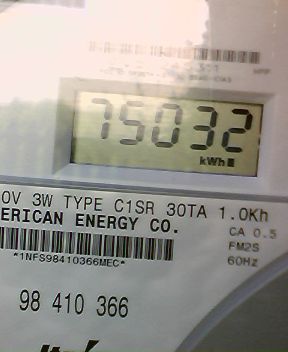 75032
kWh
0V 3W TYPE C1SR 30TA 1.0Kh
ERICAN ENERGY CO. CA 0.5
*1NFS98410366MEC* FM2S
60Hz
98 410 366